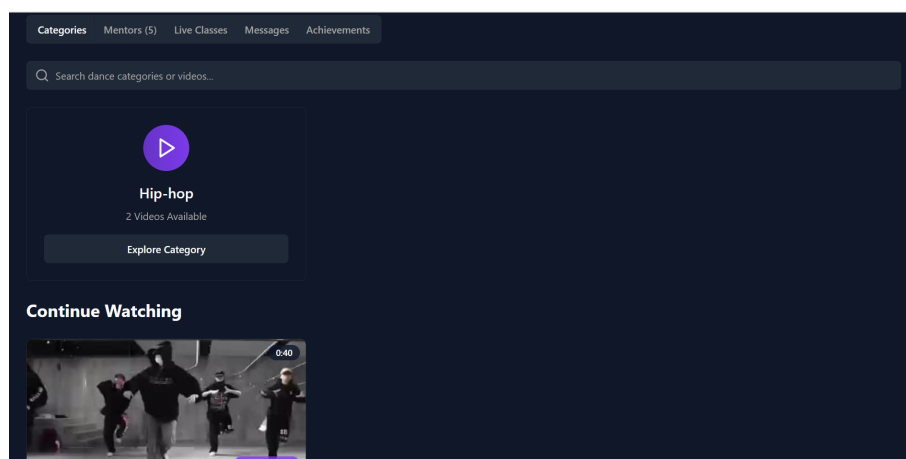 Categories Mentors (5) Live Classes Messages Achievements
Search dance categories or videos...
Hip-hop
2 Videos Available
Explore Category
Continue Watching
0:40